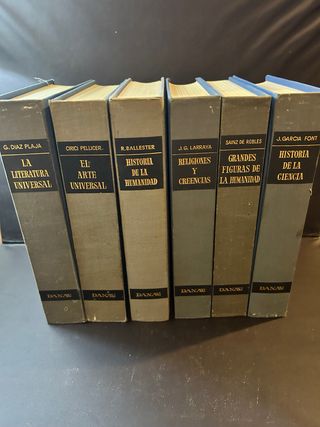 G. DIAZ PLAJA
LA
LITERATURA
UNIVERSAL
DANAE
CIRICI PELLICER.
EL
ARTE
UNIVERSAL
DANAE
R. BALLESTER
HISTORIA
DE LA
HUMANIDAD
DANAE
J. G. LARRAYA
RELIGIONES
Y
CREENCIAS
DANAE
SAINZ DE ROBLES
GRANDES
FIGURAS DE
LA HUMANIDAD
DANAE
J. GARCIA FONT
HISTORIA
DE LA
CIENCIA
DANAE